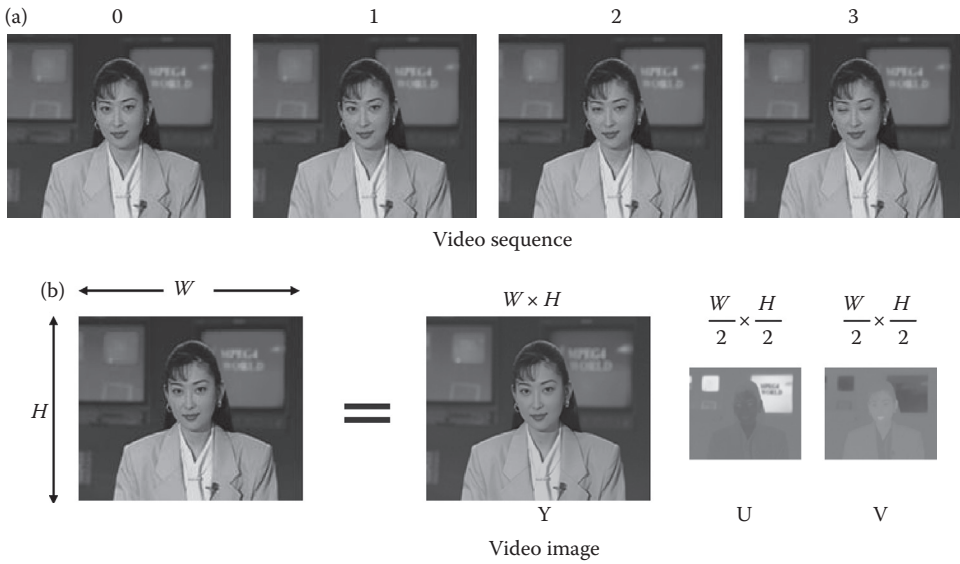 (a) 0 1 2 3
MPEG4
WORLD
MPEG4
WORLD
MPEG4
WORLD
MPEG4
WORLD
Video sequence
(b) W
W × H
W/2 × H/2
W/2 × H/2
H
MPEG4
WORLD
=
MPEG4
WORLD
MPEG4
WORLD
Y U V
Video image